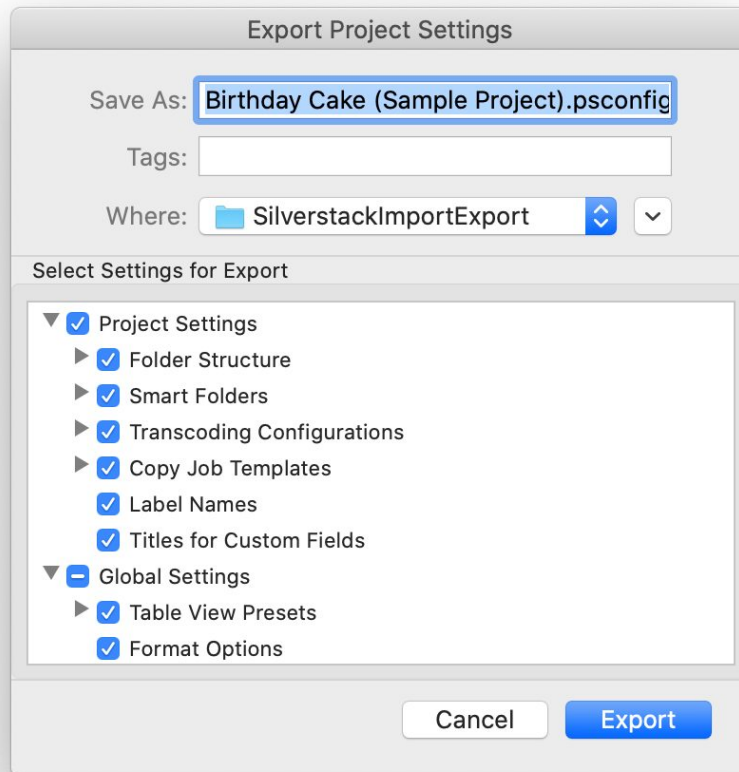 Export Project Settings
Save As: Birthday Cake (Sample Project).psconfig
Tags:
Where: SilverstackImportExport
Select Settings for Export
Project Settings
Folder Structure
Smart Folders
Transcoding Configurations
Copy Job Templates
Label Names
Titles for Custom Fields
Global Settings
Table View Presets
Format Options
Cancel Export